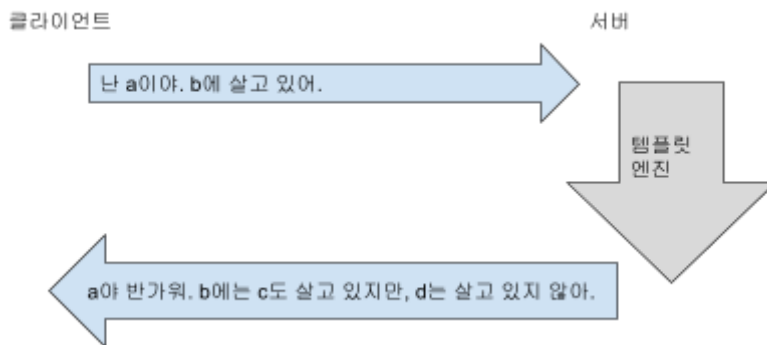 클라이언트
서버
난 a이야. b에 살고 있어.
템플릿
엔진
a야 반가워. b에는 c도 살고 있지만, d는 살고 있지 않아.